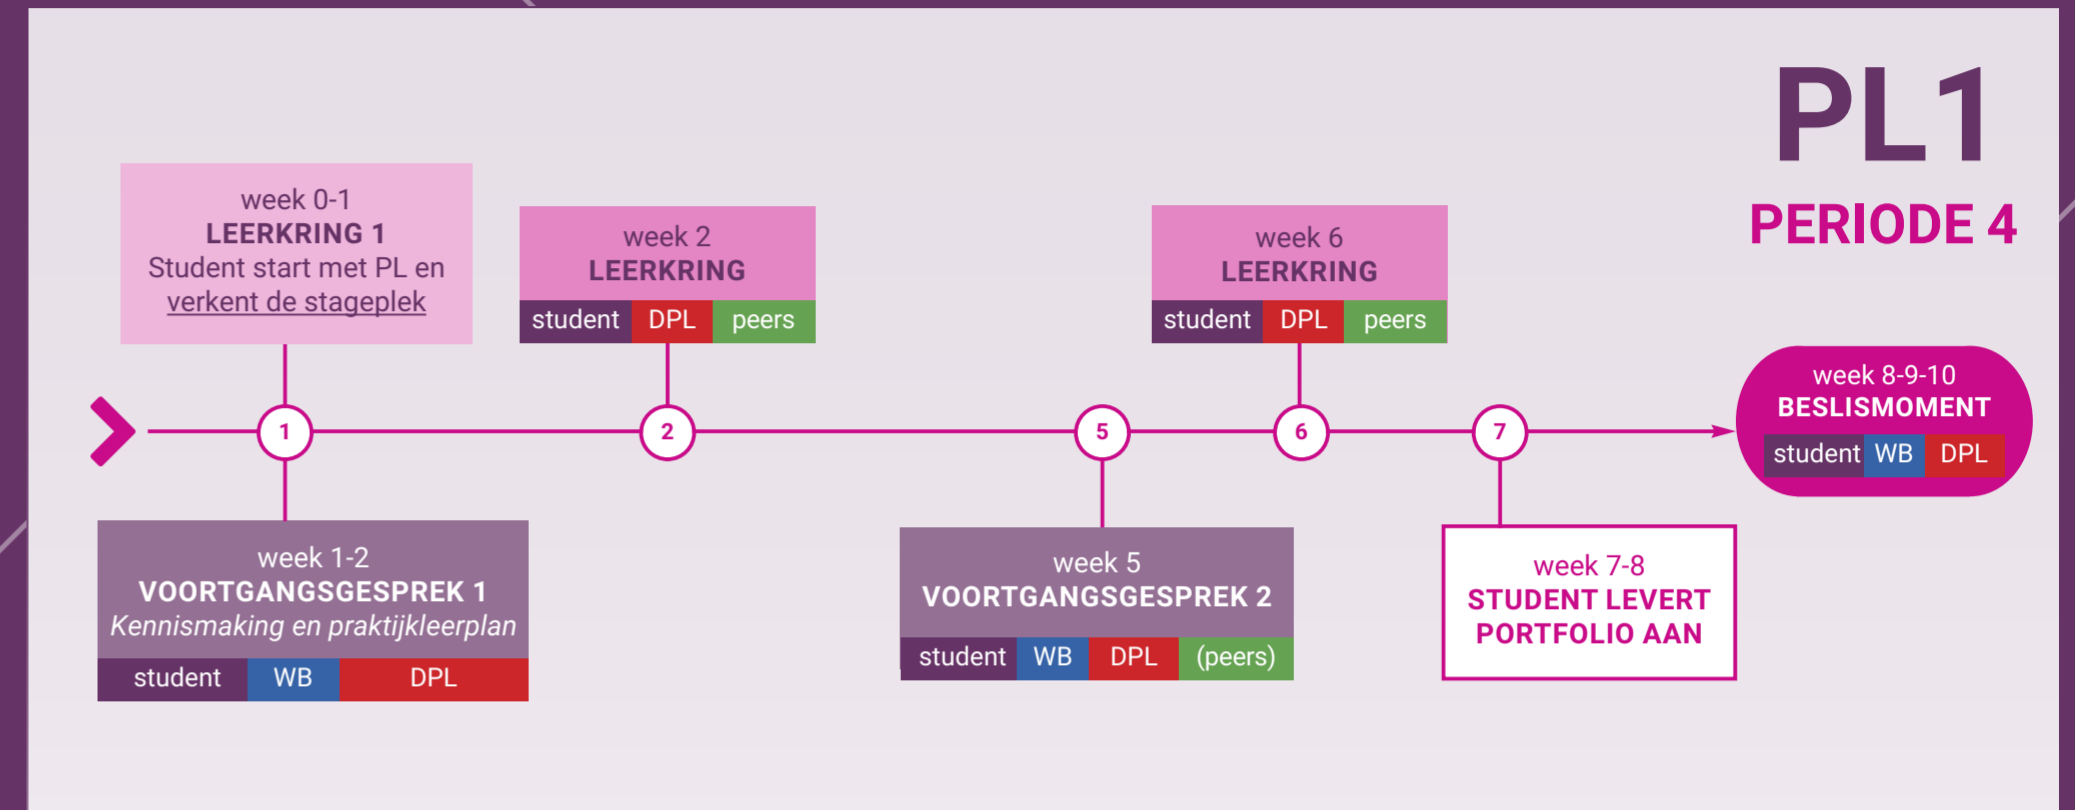 PL1
PERIODE 4
week 0-1
LEERKRING 1
Student start met PL en
verkent de stageplek
week 2
LEERKRING
student DPL peers
week 6
LEERKRING
student DPL peers
1
2
5
6
7
week 8-9-10
BESLISMOMENT
student WB DPL
week 1-2
VOORTGANGSGESPREK 1
Kennismaking en praktijkleerplan
student WB DPL
week 5
VOORTGANGSGESPREK 2
student WB DPL (peers)
week 7-8
STUDENT LEVERT
PORTFOLIO AAN